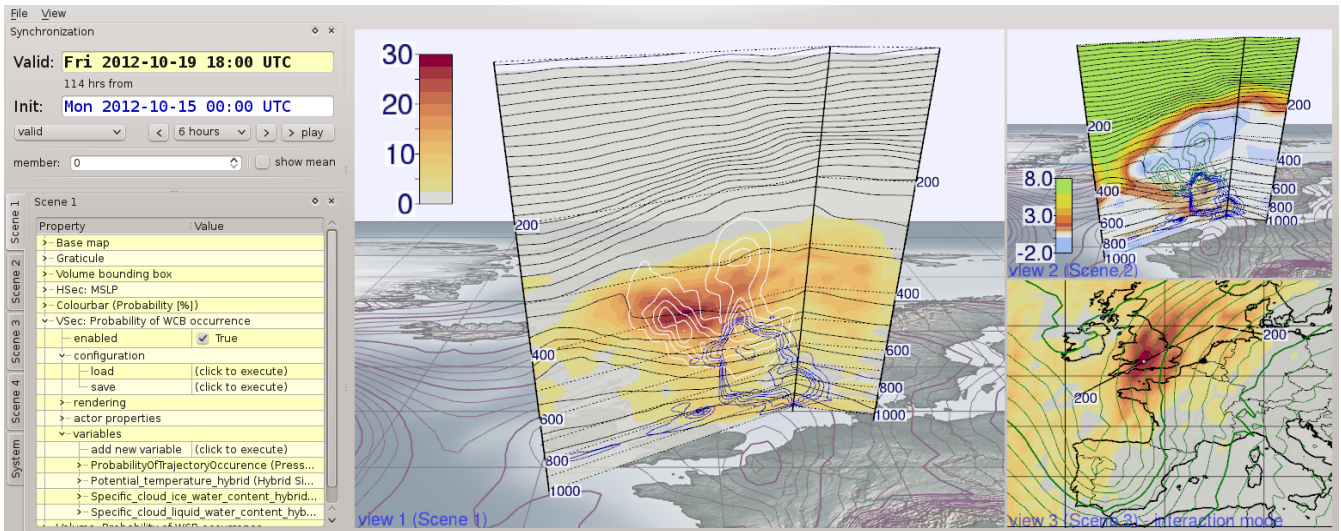 File View
Synchronization
Valid: Fri 2012-10-19 18:00 UTC
114 hrs from
Init: Mon 2012-10-15 00:00 UTC
valid < 6 hours > > play
member: 0 show mean
Scene 1
Scene 2
Scene 3
Scene 4
System
Scene 1
Property Value
Base map
Graticule
Volume bounding box
HSec: MSLP
Colourbar (Probability [%])
VSec: Probability of WCB occurrence
enabled True
configuration
load (click to execute)
save (click to execute)
rendering
actor properties
variables
add new variable (click to execute)
ProbabilityOfTrajectoryOccurence (Press...
Potential_temperature_hybrid (Hybrid Si...
Specific_cloud_ice_water_content_hybrid...
Specific_cloud_liquid_water_content_hyb...
Volume: Probability of WCB occurrence
30
20
10
0
200
200
400
400
600
600
800
800
1000
1000
view 1 (Scene 1)
200
200
400
400
600
600
800
800
1000
1000
8.0
3.0
-2.0
view 2 (Scene 2)
200
200
view 3 (Scene 3) - interaction mode